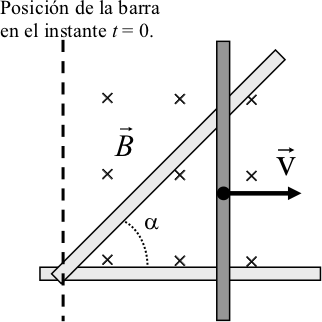 Posición de la barra
en el instante t = 0.
B⃗
v⃗
α